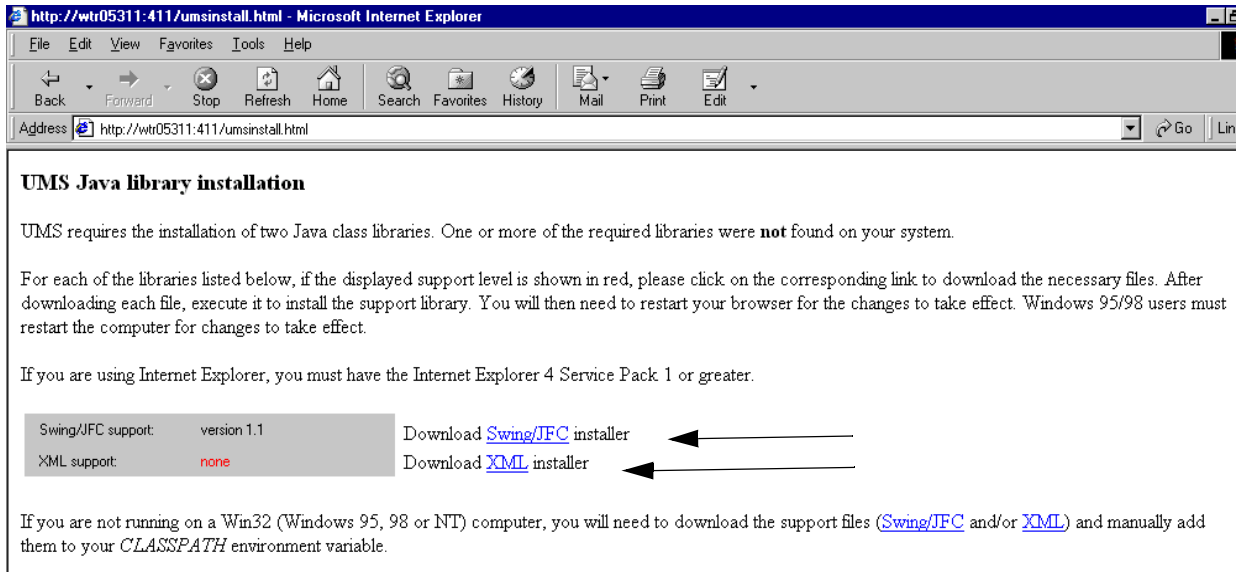 http://wtr05311:411/umsinstall.html - Microsoft Internet Explorer
File Edit View Favorites Tools Help
Back Forward Stop Refresh Home Search Favorites History Mail Print Edit
Address http://wtr05311:411/umsinstall.html Go Lin
UMS Java library installation
UMS requires the installation of two Java class libraries. One or more of the required libraries were not found on your system.
For each of the libraries listed below, if the displayed support level is shown in red, please click on the corresponding link to download the necessary files. After
downloading each file, execute it to install the support library. You will then need to restart your browser for the changes to take effect. Windows 95/98 users must
restart the computer for changes to take effect.
If you are using Internet Explorer, you must have the Internet Explorer 4 Service Pack 1 or greater.
Swing/JFC support: version 1.1 Download Swing/JFC installer
XML support: none Download XML installer
If you are not running on a Win32 (Windows 95, 98 or NT) computer, you will need to download the support files (Swing/JFC and/or XML) and manually add
them to your CLASSPATH environment variable.